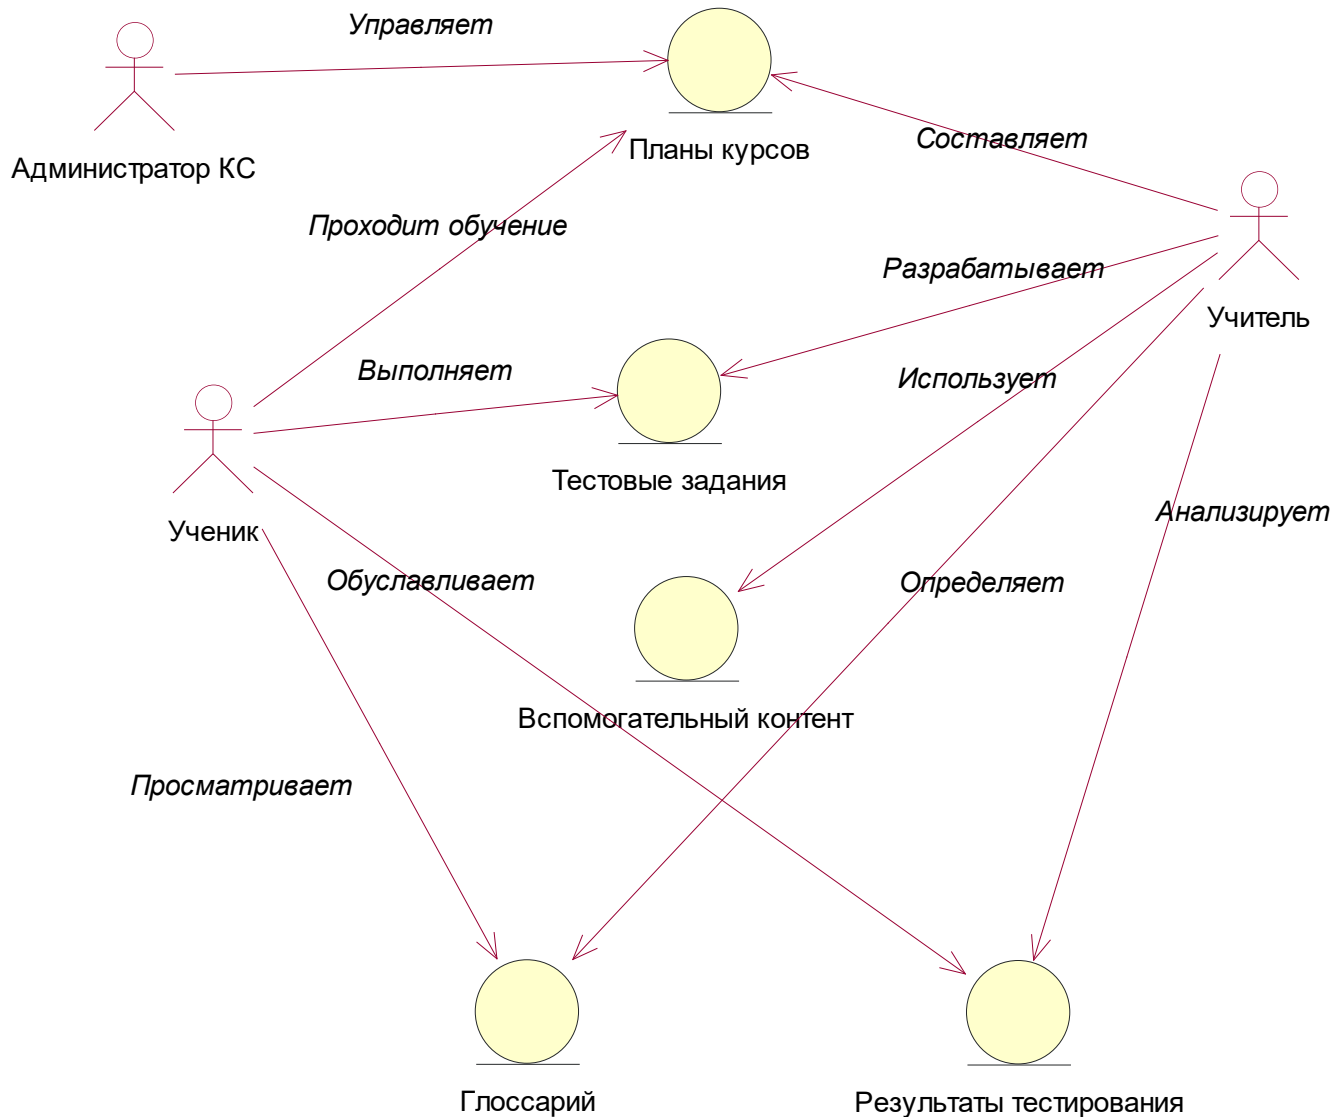 Управляет
Планы курсов
Составляет
Администратор КС
Проходит обучение
Разрабатывает
Учитель
Выполняет
Использует
Тестовые задания
Анализирует
Ученик
Обуславливает
Определяет
Вспомогательный контент
Просматривает
Глоссарий
Результаты тестирования